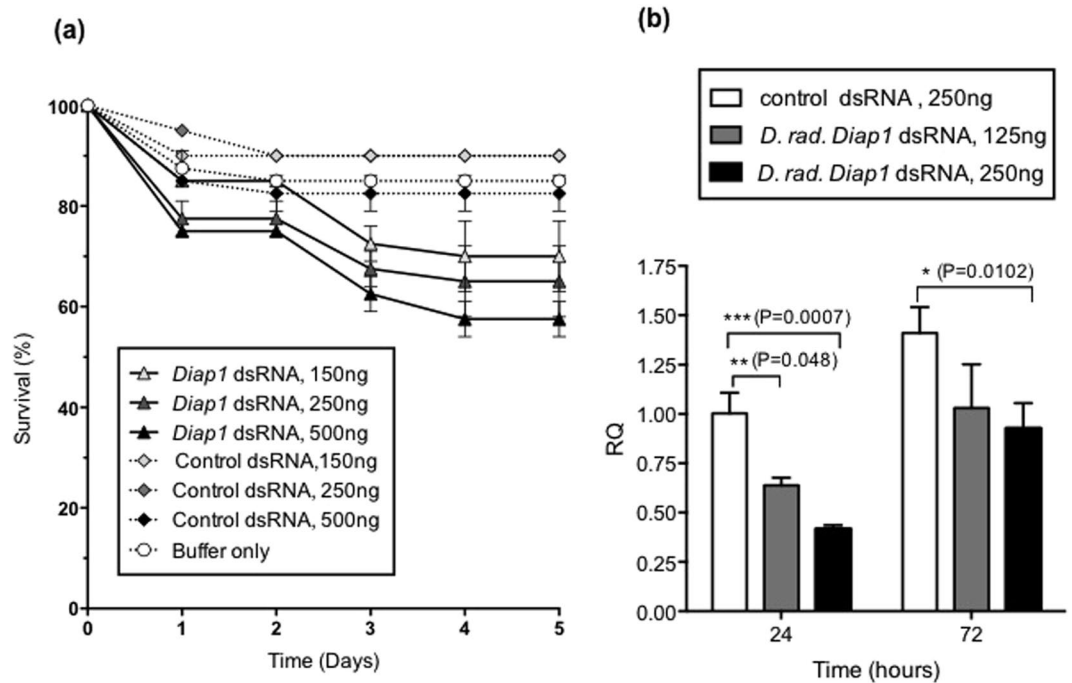 (a)
100
80
60
40
20
0
Survival (%)
0 1 2 3 4 5
Time (Days)
Diap1 dsRNA, 150ng
Diap1 dsRNA, 250ng
Diap1 dsRNA, 500ng
Control dsRNA,150ng
Control dsRNA, 250ng
Control dsRNA, 500ng
Buffer only
(b)
control dsRNA , 250ng
D. rad. Diap1 dsRNA, 125ng
D. rad. Diap1 dsRNA, 250ng
1.75
1.50
1.25
1.00
0.75
0.50
0.25
0.00
RQ
* (P=0.0102)
*** (P=0.0007)
** (P=0.048)
24 72
Time (hours)